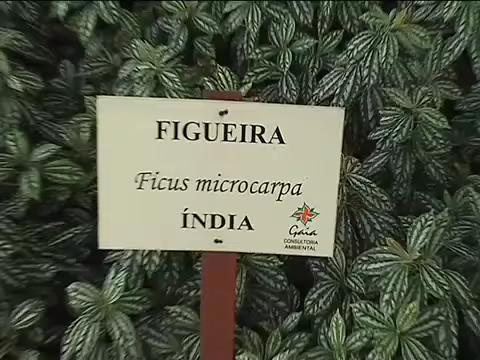 FIGUEIRA
Ficus microcarpa
ÍNDIA
Gaia
CONSULTORIA
AMBIENTAL